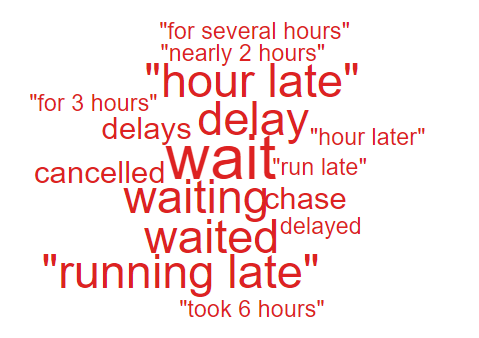 "for several hours"
"nearly 2 hours"
"hour late"
"for 3 hours"
delays delay
"hour later"
wait
"run late"
cancelled
waiting chase
delayed
waited
"running late"
"took 6 hours"